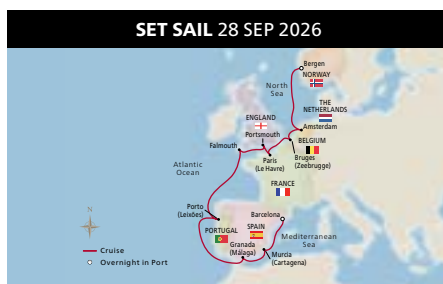 SET SAIL 28 SEP 2026
Bergen
NORWAY
North
Sea
THE
NETHERLANDS
ENGLAND
Portsmouth
Amsterdam
Falmouth
BELGIUM
Bruges
(Zeebrugge)
Paris
(Le Havre)
Atlantic
Ocean
FRANCE
Porto
(Leixões)
Barcelona
PORTUGAL
SPAIN
Granada
(Málaga)
Mediterranean
Sea
Murcia
(Cartagena)
N
Cruise
Overnight in Port